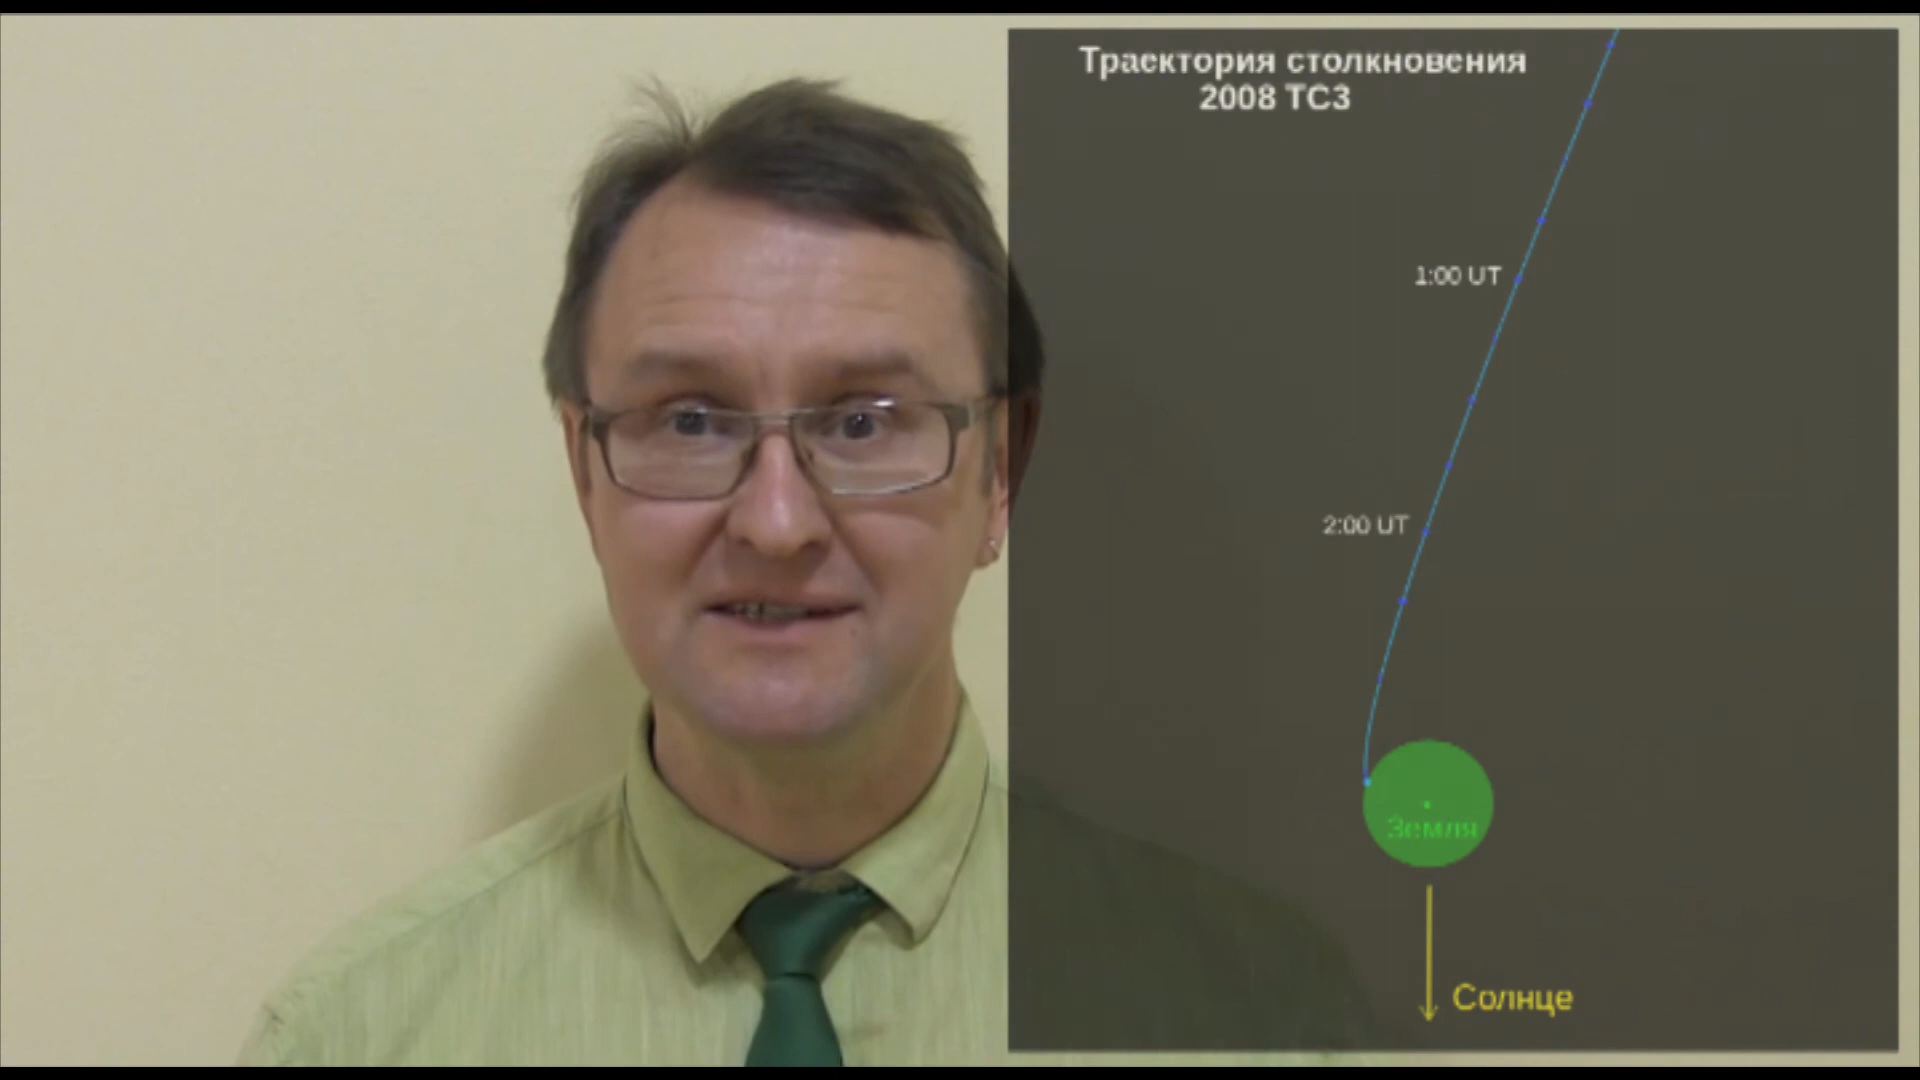 Траектория столкновения
2008 TC3
1:00 UT
2:00 UT
Земля
Солнце